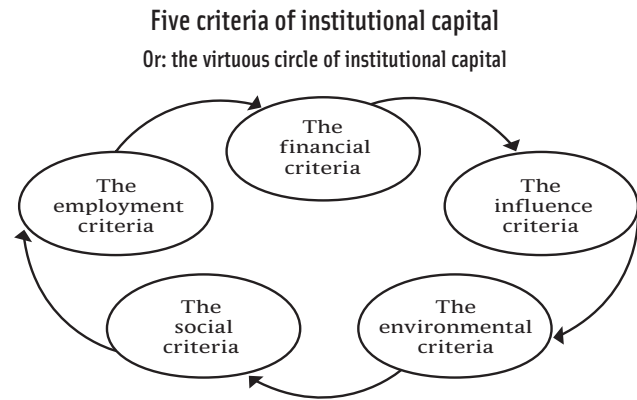 Five criteria of institutional capital
Or: the virtuous circle of institutional capital
The
financial
criteria
The
employment
criteria
The
influence
criteria
The
social
criteria
The
environmental
criteria